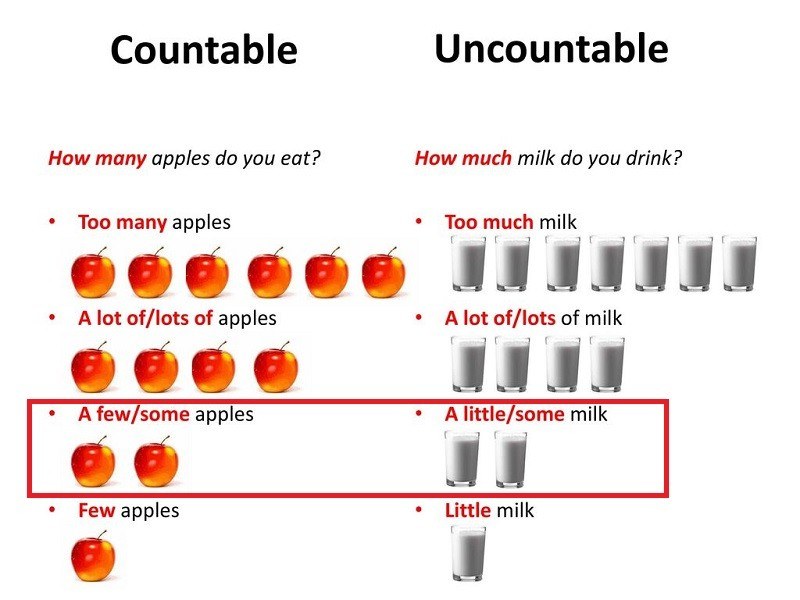 Countable
How many apples do you eat?
• Too many apples
• A lot of/lots of apples
• A few/some apples
• Few apples
Uncountable
How much milk do you drink?
• Too much milk
• A lot of/lots of milk
• A little/some milk
• Little milk